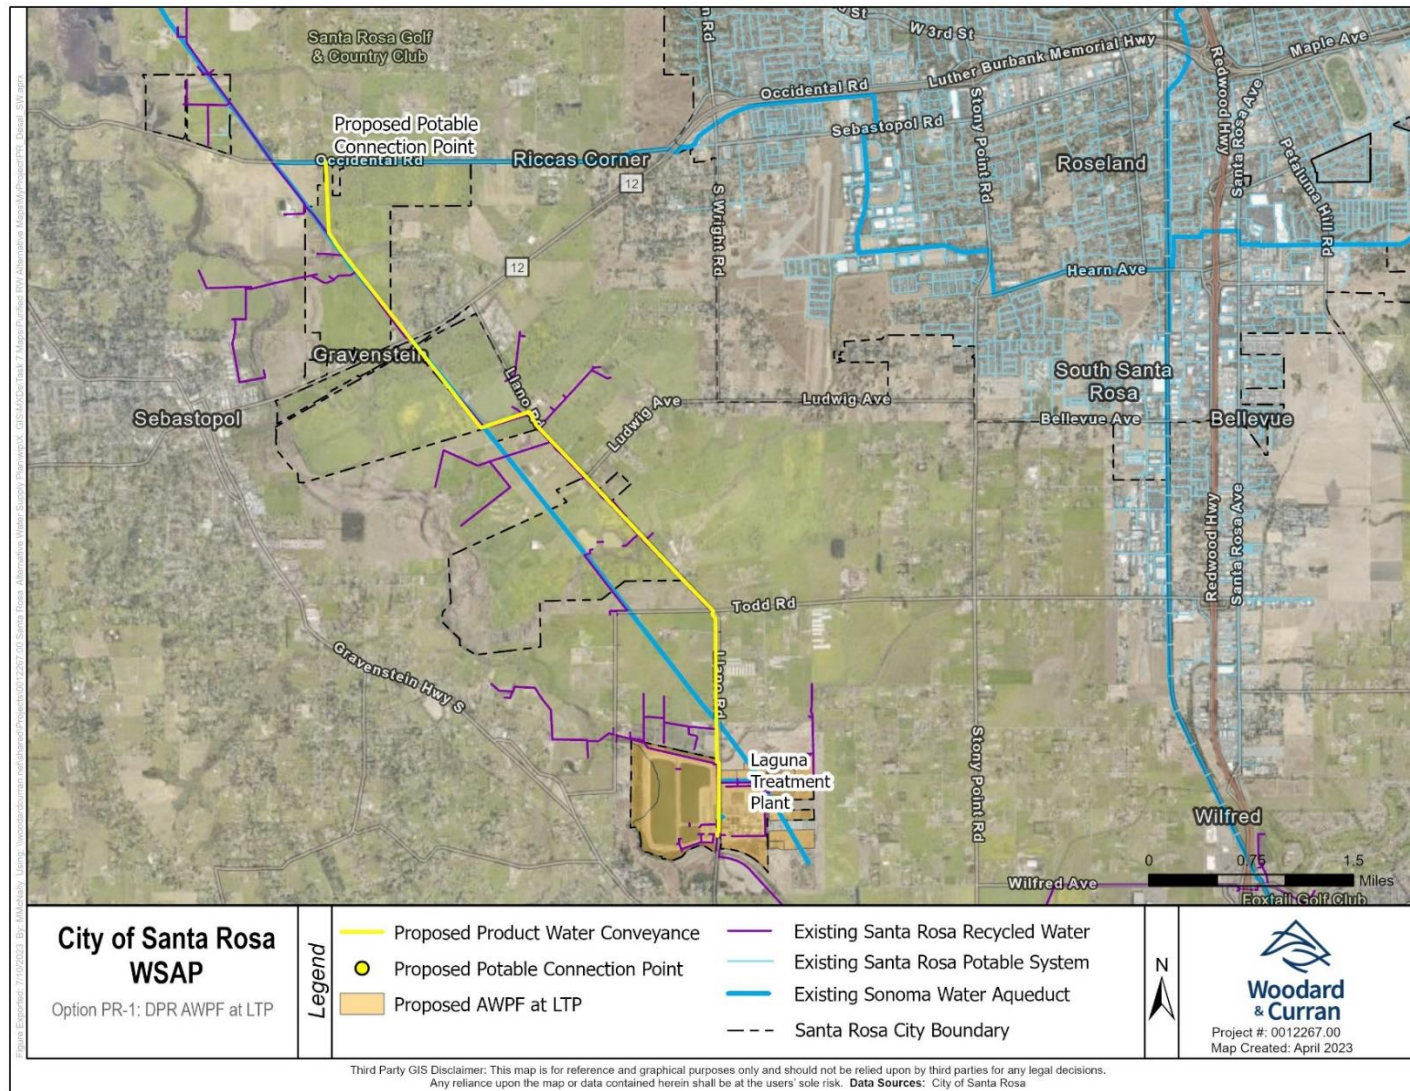 W 3rd St
Maple Ave
Santa Rosa Golf
& Country Club
Luther Burbank Memorial Hwy
Redwood Hwy
Occidental Rd
Stony Point Rd
Sebastopol Rd
Santa Rosa Ave
Proposed Potable
Connection Point
Occidental Rd
Riccas Corner
Roseland
Petaluma Hill Rd
12
S Wright Rd
12
Hearn Ave
Gravenstein
Llano Rd
South Santa
Rosa
Sebastopol
Ludwig Ave
Ludwig Ave
Bellevue Ave
Bellevue
Redwood Hwy
Santa Rosa Ave
Todd Rd
Gravenstein Hwy S
Llano Rd
Stony Point Rd
Laguna
Treatment
Plant
Wilfred
0 0.75 1.5
Miles
Wilfred Ave
Foxtail Golf Club
City of Santa Rosa
WSAP
Option PR-1: DPR AWPF at LTP
Legend
Proposed Product Water Conveyance
Proposed Potable Connection Point
Proposed AWPF at LTP
Existing Santa Rosa Recycled Water
Existing Santa Rosa Potable System
Existing Sonoma Water Aqueduct
Santa Rosa City Boundary
N
Woodard
& Curran
Project #: 0012267.00
Map Created: April 2023
Third Party GIS Disclaimer: This map is for reference and graphical purposes only and should not be relied upon by third parties for any legal decisions.
Any reliance upon the map or data contained herein shall be at the users' sole risk. Data Sources: City of Santa Rosa